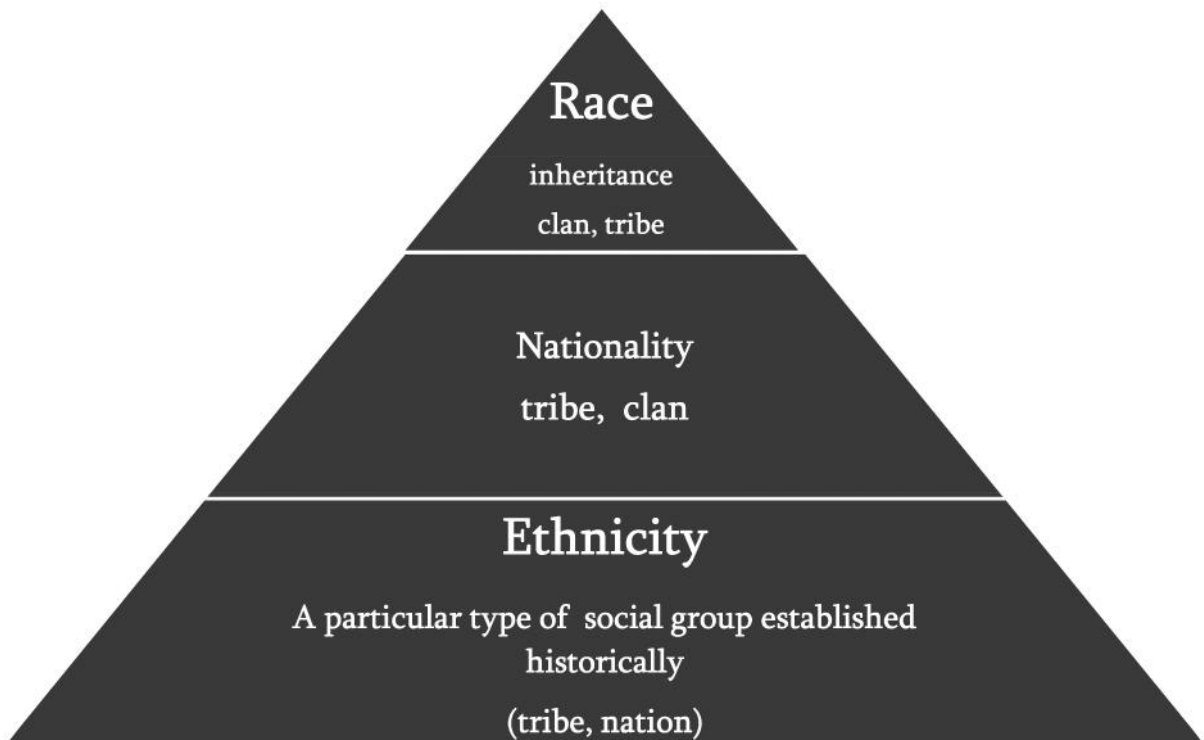 Race
inheritance
clan, tribe
Nationality
tribe, clan
Ethnicity
A particular type of social group established
historically
(tribe, nation)